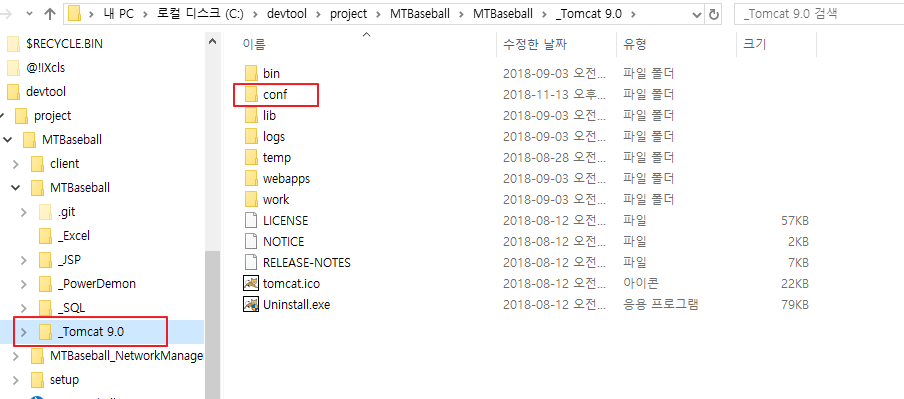 내 PC > 로컬 디스크 (C:) > devtool > project > MTBaseball > MTBaseball > _Tomcat 9.0 >
_Tomcat 9.0 검색
$RECYCLE.BIN
@!!Xcls
devtool
project
MTBaseball
client
MTBaseball
.git
_Excel
_JSP
_PowerDemon
_SQL
_Tomcat 9.0
MTBaseball_NetworkManage
setup
이름 수정한 날짜 유형 크기
bin 2018-09-03 오전... 파일 폴더
conf 2018-11-13 오후... 파일 폴더
lib 2018-09-03 오전... 파일 폴더
logs 2018-09-03 오전... 파일 폴더
temp 2018-08-28 오전... 파일 폴더
webapps 2018-09-03 오전... 파일 폴더
work 2018-09-03 오전... 파일 폴더
LICENSE 2018-08-12 오전... 파일 57KB
NOTICE 2018-08-12 오전... 파일 2KB
RELEASE-NOTES 2018-08-12 오전... 파일 7KB
tomcat.ico 2018-08-12 오전... 아이콘 22KB
Uninstall.exe 2018-08-12 오전... 응용 프로그램 79KB